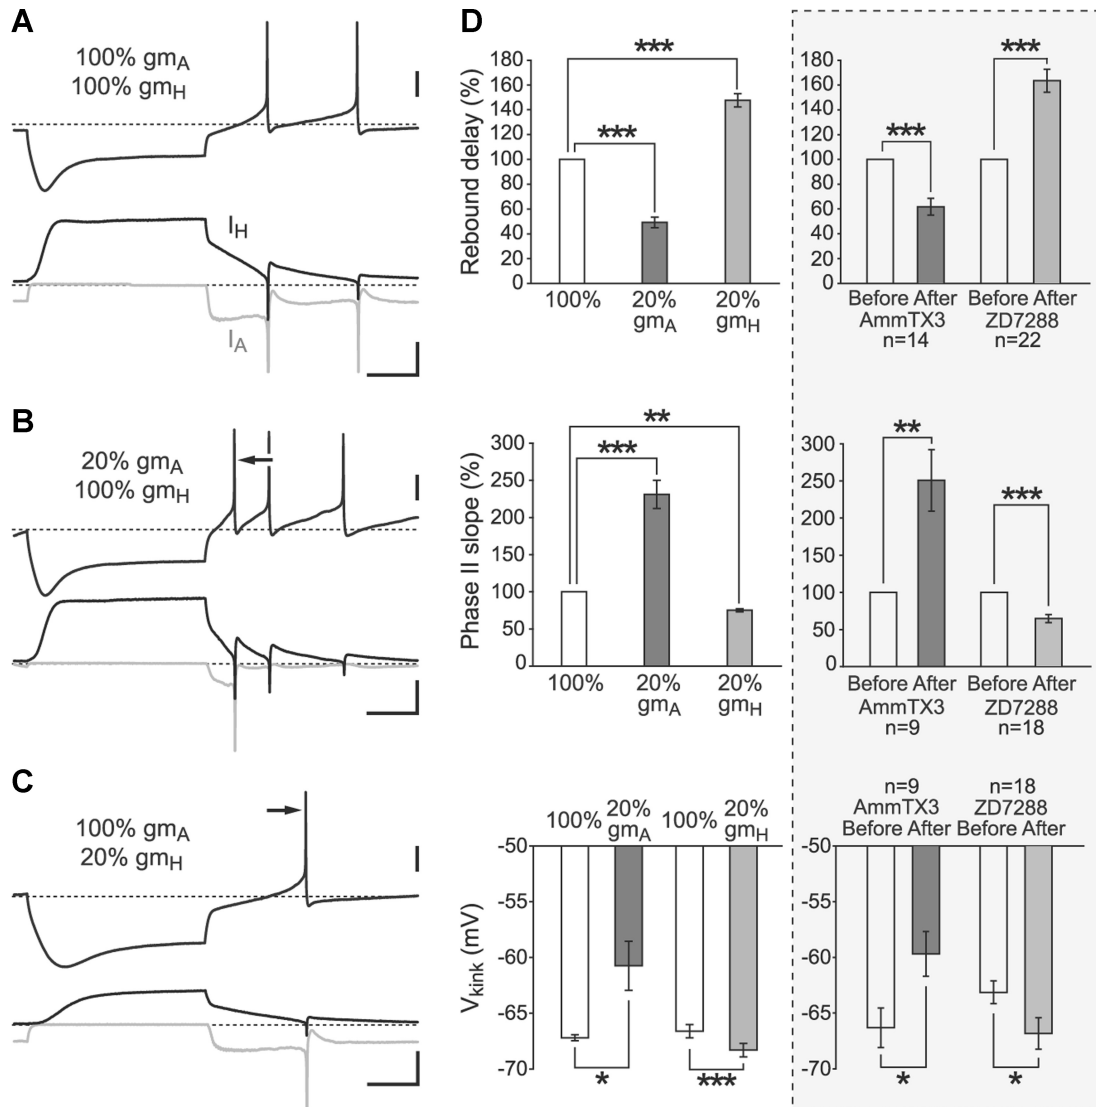 A
100% gmA
100% gmH
IH
IA
B
20% gmA
100% gmH
C
100% gmA
20% gmH
D
Rebound delay (%)
180
160
140
120
100
80
60
40
20
0
***
***
100%
20%
gmA
20%
gmH
180
160
140
120
100
80
60
40
20
0
***
***
Before After
AmmTX3
n=14
Before After
ZD7288
n=22
Phase II slope (%)
300
250
200
150
100
50
0
**
***
100%
20%
gmA
20%
gmH
300
250
200
150
100
50
0
**
***
Before After
AmmTX3
n=9
Before After
ZD7288
n=18
Vkink (mV)
100%
20%
gmA
100%
20%
gmH
-50
-55
-60
-65
-70
*
***
n=9
AmmTX3
Before After
n=18
ZD7288
Before After
-50
-55
-60
-65
-70
*
*